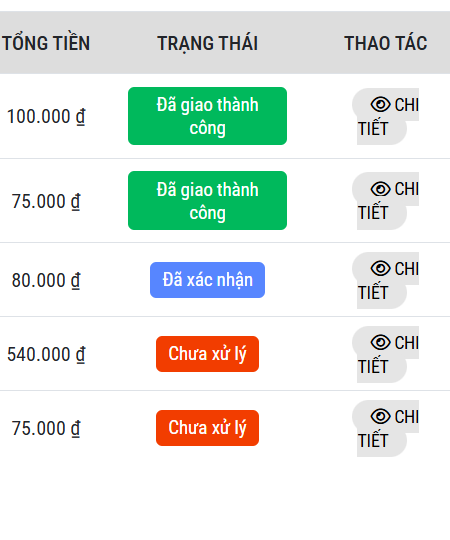 TỔNG TIỀN TRẠNG THÁI THAO TÁC
100.000 ₫ Đã giao thành công CHI TIẾT
75.000 ₫ Đã giao thành công CHI TIẾT
80.000 ₫ Đã xác nhận CHI TIẾT
540.000 ₫ Chưa xử lý CHI TIẾT
75.000 ₫ Chưa xử lý CHI TIẾT